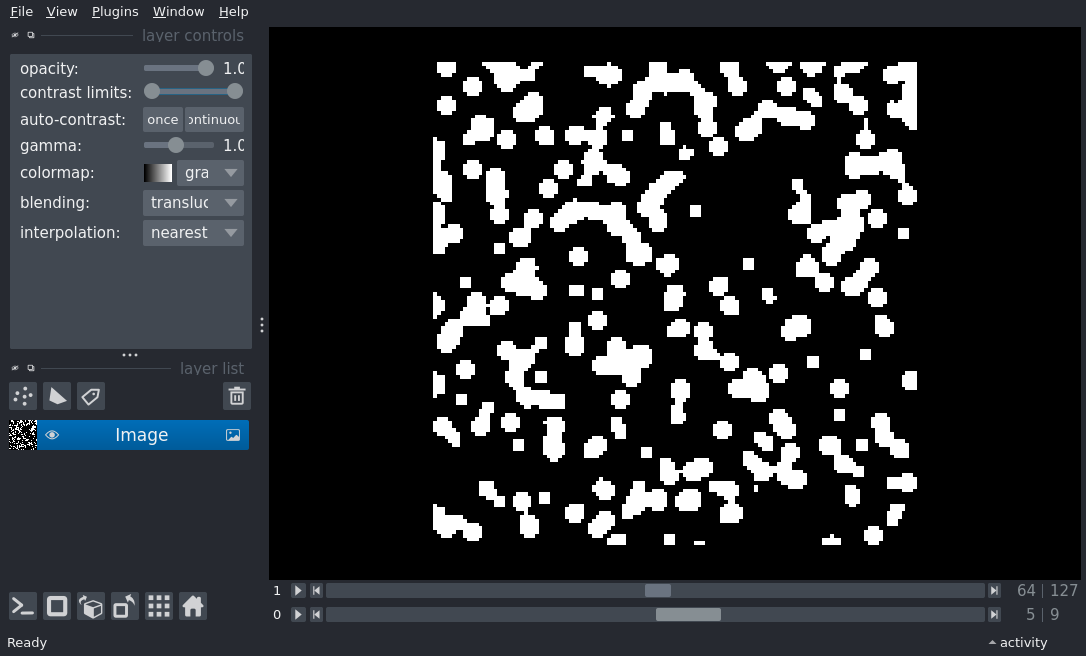 File View Plugins Window Help
layer controls
opacity: 1.0
contrast limits:
auto-contrast: once ontinuou
gamma: 1.0
colormap: gra
blending: transluc
interpolation: nearest
layer list
Image
1 64 | 127
0 5 | 9
Ready activity